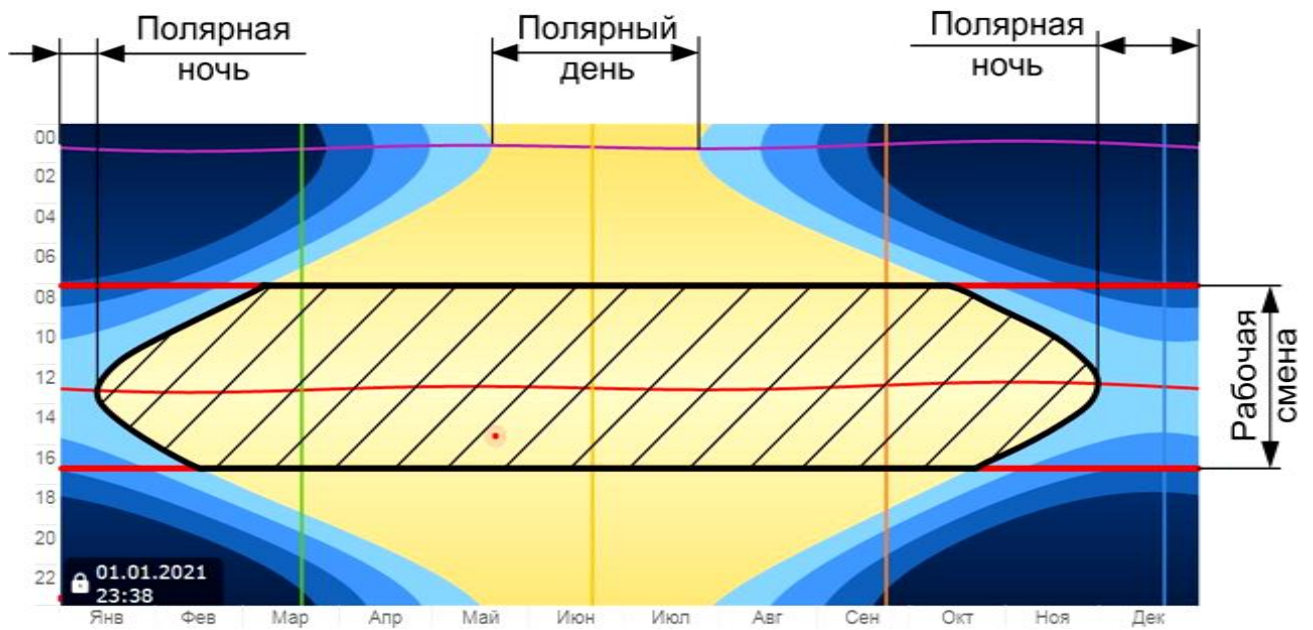 Полярная
ночь
Полярный
день
Полярная
ночь
00
02
04
06
08
10
12
14
16
18
20
22
Рабочая
смена
01.01.2021
23:38
Янв
Фев
Мар
Апр
Май
Июн
Июл
Авг
Сен
Окт
Ноя
Дек